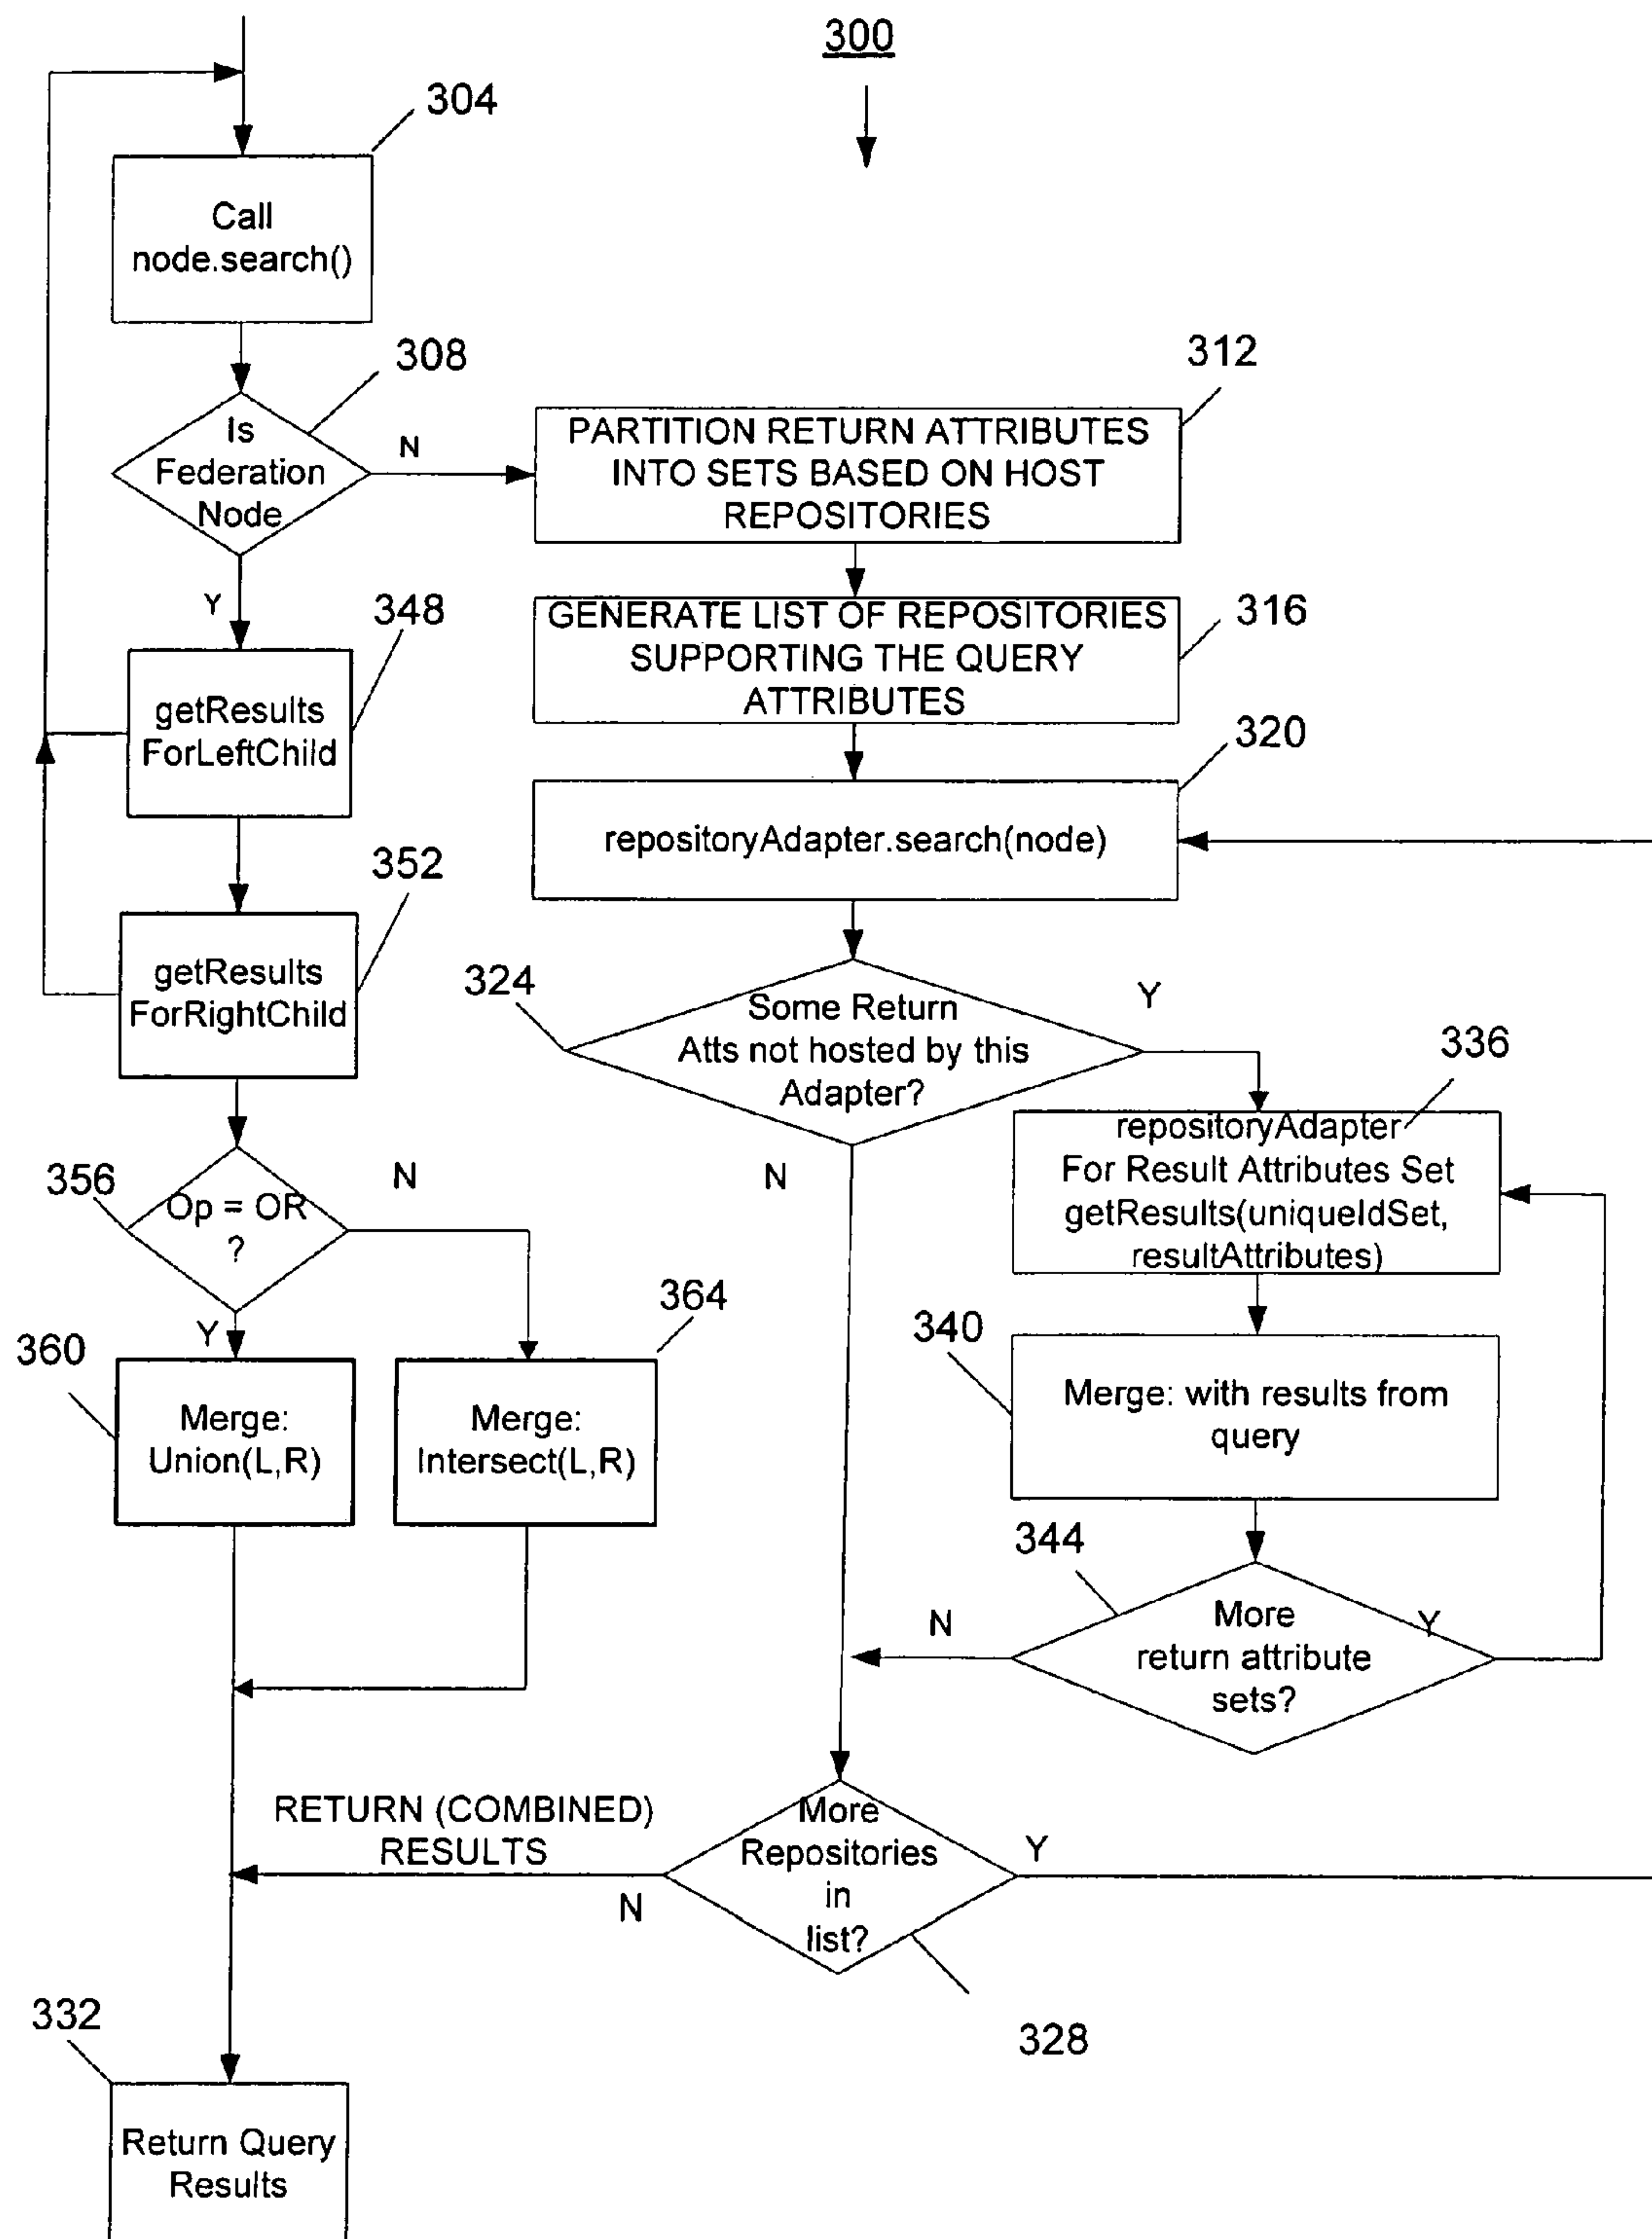 300
304
Call
node.search()
308
Is
Federation
Node
N
Y
312
PARTITION RETURN ATTRIBUTES
INTO SETS BASED ON HOST
REPOSITORIES
GENERATE LIST OF REPOSITORIES
SUPPORTING THE QUERY
ATTRIBUTES
316
348
getResults
ForLeftChild
320
repositoryAdapter.search(node)
352
getResults
ForRightChild
324
Some Return
Atts not hosted by this
Adapter?
Y
N
336
repositoryAdapter
For Result Attributes Set
getResults(uniqueIdSet,
resultAttributes)
356
Op = OR
?
N
Y
360
Merge:
Union(L,R)
364
Merge:
Intersect(L,R)
340
Merge: with results from
query
344
More
return attribute
sets?
N
Y
RETURN (COMBINED)
RESULTS
More
Repositories
in
list?
Y
N
328
332
Return Query
Results